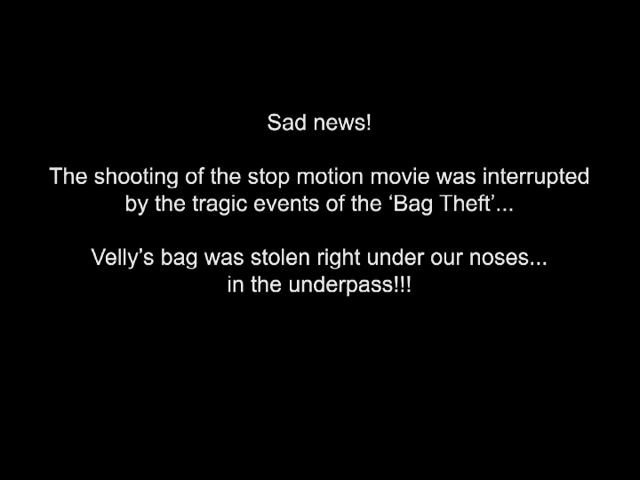 Sad news!
The shooting of the stop motion movie was interrupted
by the tragic events of the ‘Bag Theft’...
Velly’s bag was stolen right under our noses...
in the underpass!!!